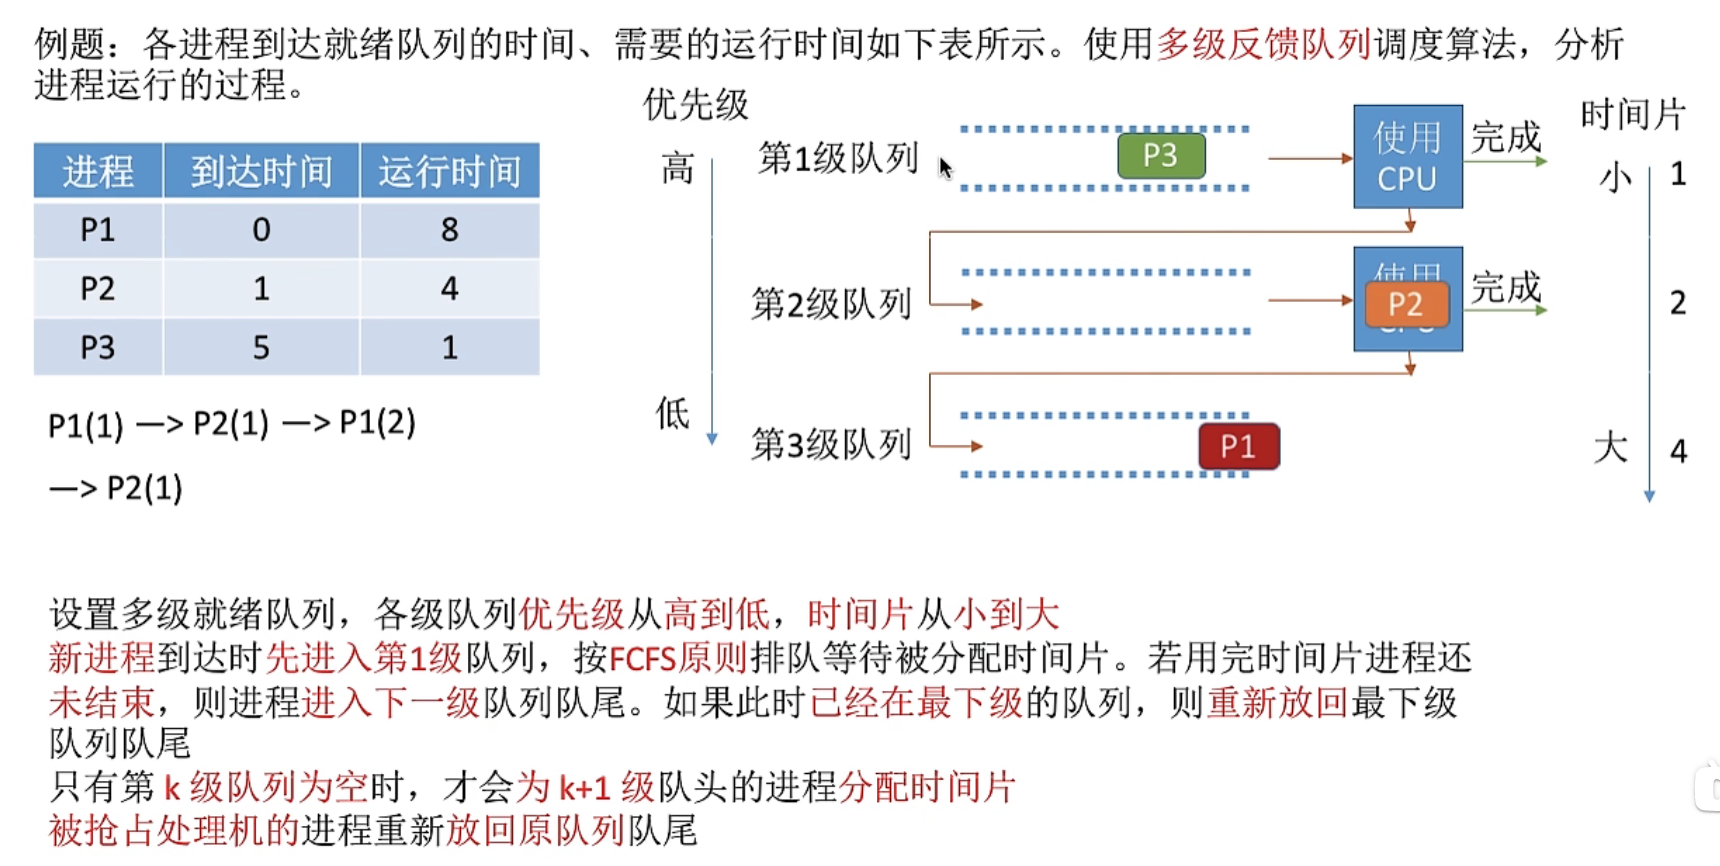 例题：各进程到达就绪队列的时间、需要的运行时间如下表所示。使用多级反馈队列调度算法，分析
进程运行的过程。
进程 到达时间 运行时间
P1 0 8
P2 1 4
P3 5 1
P1(1) —> P2(1) —> P1(2)
—> P2(1)
优先级
高
低
第1级队列
P3
使用
CPU
完成
第2级队列
使用
P2
完成
第3级队列
P1
时间片
小 1
2
大 4
设置多级就绪队列，各级队列优先级从高到低，时间片从小到大
新进程到达时先进入第1级队列，按FCFS原则排队等待被分配时间片。若用完时间片进程还
未结束，则进程进入下一级队列队尾。如果此时已经在最下级的队列，则重新放回最下级
队列队尾
只有第 k 级队列为空时，才会为 k+1 级队头的进程分配时间片
被抢占处理机的进程重新放回原队列队尾